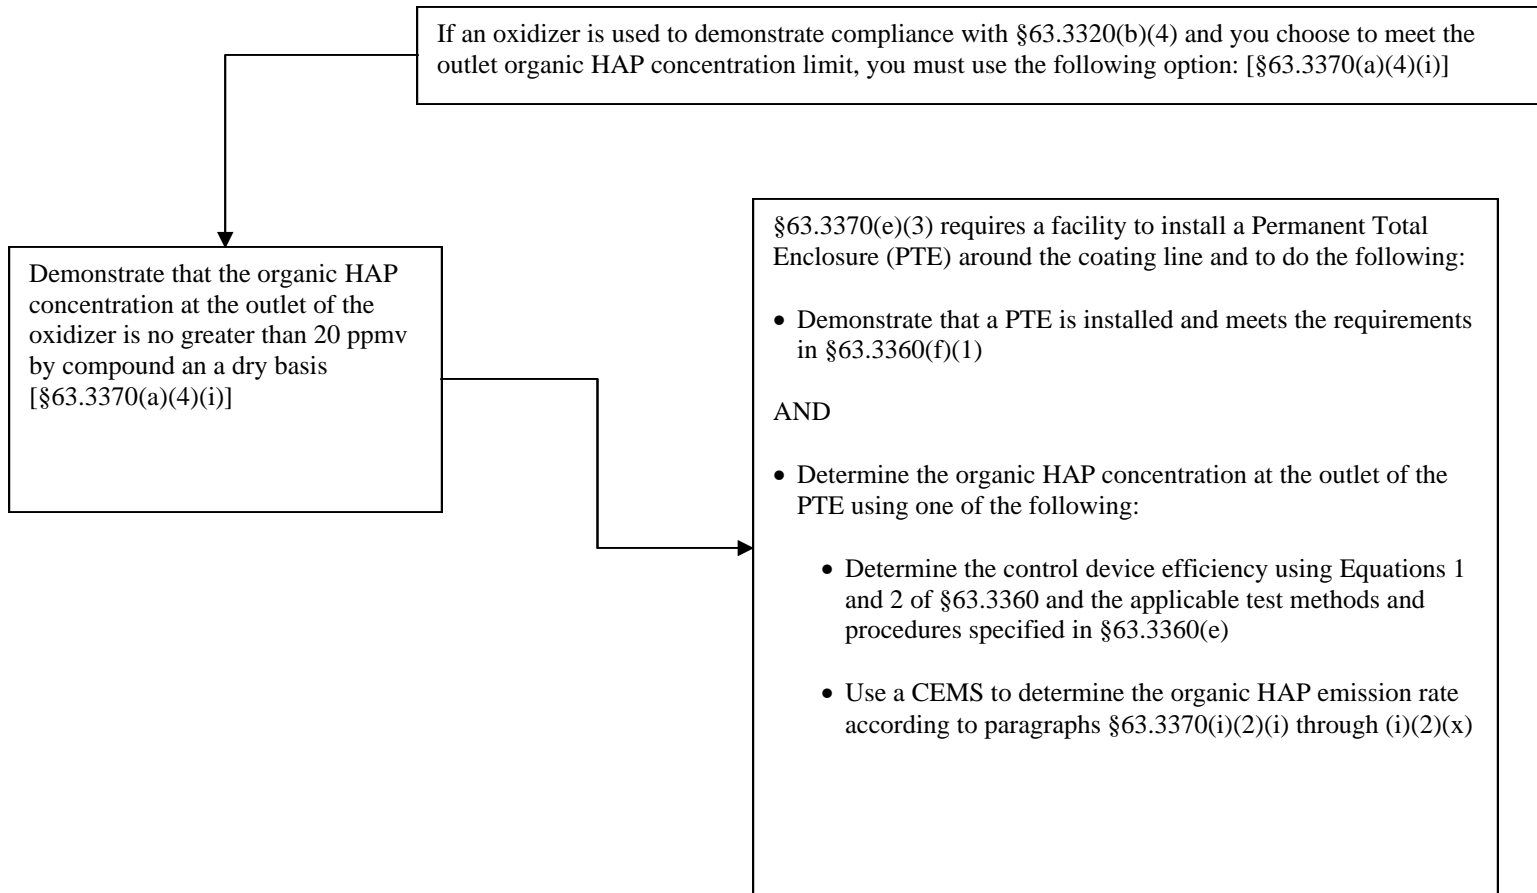 If an oxidizer is used to demonstrate compliance with §63.3320(b)(4) and you choose to meet the
outlet organic HAP concentration limit, you must use the following option: [§63.3370(a)(4)(i)]
Demonstrate that the organic HAP
concentration at the outlet of the
oxidizer is no greater than 20 ppmv
by compound an a dry basis
[§63.3370(a)(4)(i)]
§63.3370(e)(3) requires a facility to install a Permanent Total
Enclosure (PTE) around the coating line and to do the following:
• Demonstrate that a PTE is installed and meets the requirements
in §63.3360(f)(1)
AND
• Determine the organic HAP concentration at the outlet of the
PTE using one of the following:
• Determine the control device efficiency using Equations 1
and 2 of §63.3360 and the applicable test methods and
procedures specified in §63.3360(e)
• Use a CEMS to determine the organic HAP emission rate
according to paragraphs §63.3370(i)(2)(i) through (i)(2)(x)